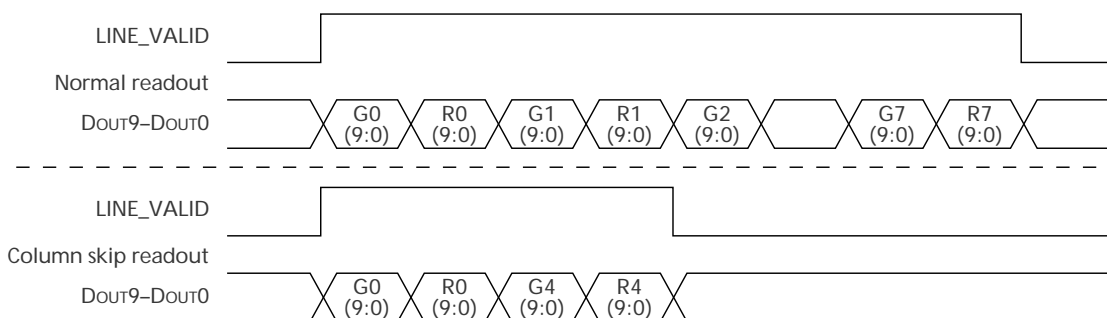 LINE_VALID
Normal readout
DOUT9–DOUT0
G0 (9:0)
R0 (9:0)
G1 (9:0)
R1 (9:0)
G2 (9:0)
G7 (9:0)
R7 (9:0)
LINE_VALID
Column skip readout
DOUT9–DOUT0
G0 (9:0)
R0 (9:0)
G4 (9:0)
R4 (9:0)